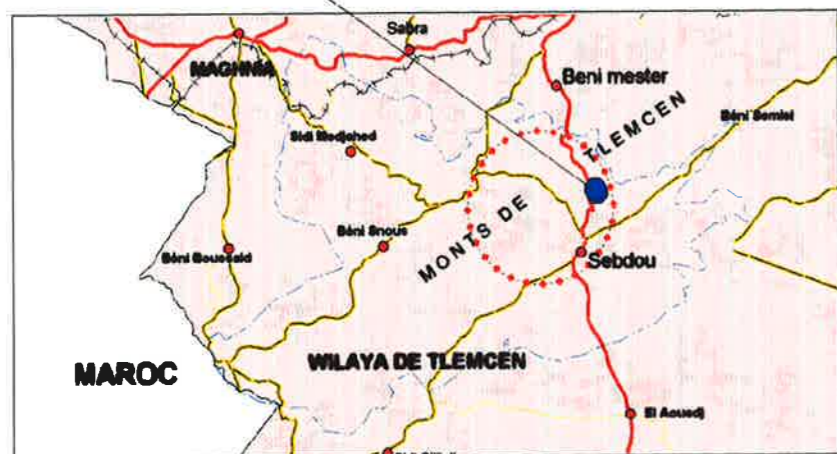 Sabra
MAGHNIA
Beni mester
Béni Semiel
TLEMCEN
Sidi Medjahed
MONTS DE
Béni Snous
Béni Boussaid
Sebdou
MAROC
WILAYA DE TLEMCEN
El Aouedj